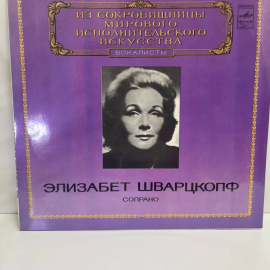 ИЗ СОКРОВИЩНИЦЫ
МИРОВОГО
ИСПОЛНИТЕЛЬСКОГО
ИСКУССТВА
ВОКАЛИСТЫ
ЭЛИЗАБЕТ ШВАРЦКОПФ
СОПРАНО